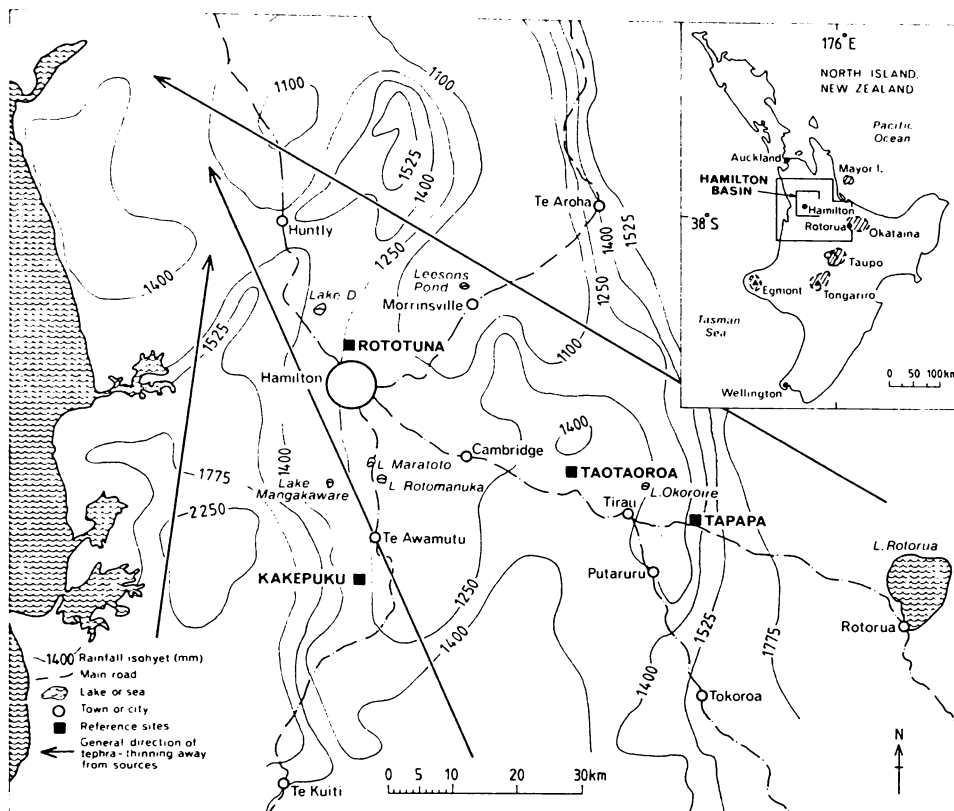 1100
1100
1525
1400
1250
Te Aroha
1400
1525
1250
Huntly
1400
Lake D
Leesons
Pond
Morrinsville
1525
ROTOTUNA
1100
Hamilton
1400
Cambridge
1775
1400
L Maratoto
TAOTAOROA
Lake
Mangakaware
L Rotomanuka
L.Okoroire
2250
Tirau
TAPAPA
Te Awamutu
L.Rotorua
KAKEPUKU
Putaruru
1250
1400
1525
1775
Rotorua
1400
Tokoroa
Te Kuiti
1400 Rainfall isohyet (mm)
Main road
Lake or sea
Town or city
Reference sites
General direction of
tephra-thinning away
from sources
0 10 20 30km
N
176°E
NORTH ISLAND,
NEW ZEALAND
Pacific
Ocean
Auckland
Mayor I.
HAMILTON
BASIN
Hamilton
38°S
Rotorua
Okataina
Taupo
Egmont
Tongariro
Tasman
Sea
Wellington
0 50 100km